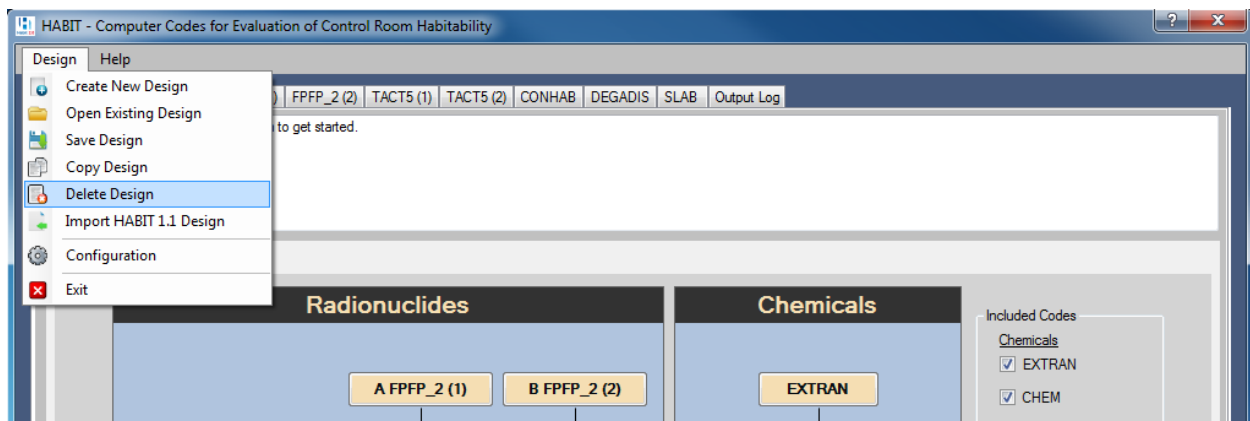 HABIT - Computer Codes for Evaluation of Control Room Habitability
Design Help
Create New Design
Open Existing Design
Save Design
Copy Design
Delete Design
Import HABIT 1.1 Design
Configuration
Exit
) FPFP_2 (2) TACT5 (1) TACT5 (2) CONHAB DEGADIS SLAB Output Log
to get started.
Radionuclides Chemicals
Included Codes
Chemicals
EXTRAN
CHEM
A FPFP_2 (1) B FPFP_2 (2) EXTRAN